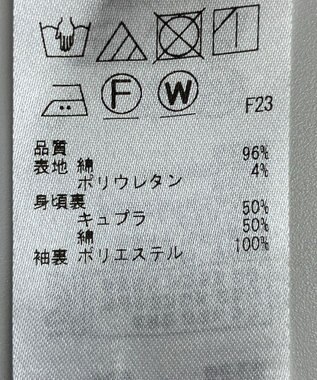 F W
F23
品質
表地 綿 96%
ポリウレタン 4%
身頃裏
キュプラ 50%
綿 50%
袖裏 ポリエステル 100%